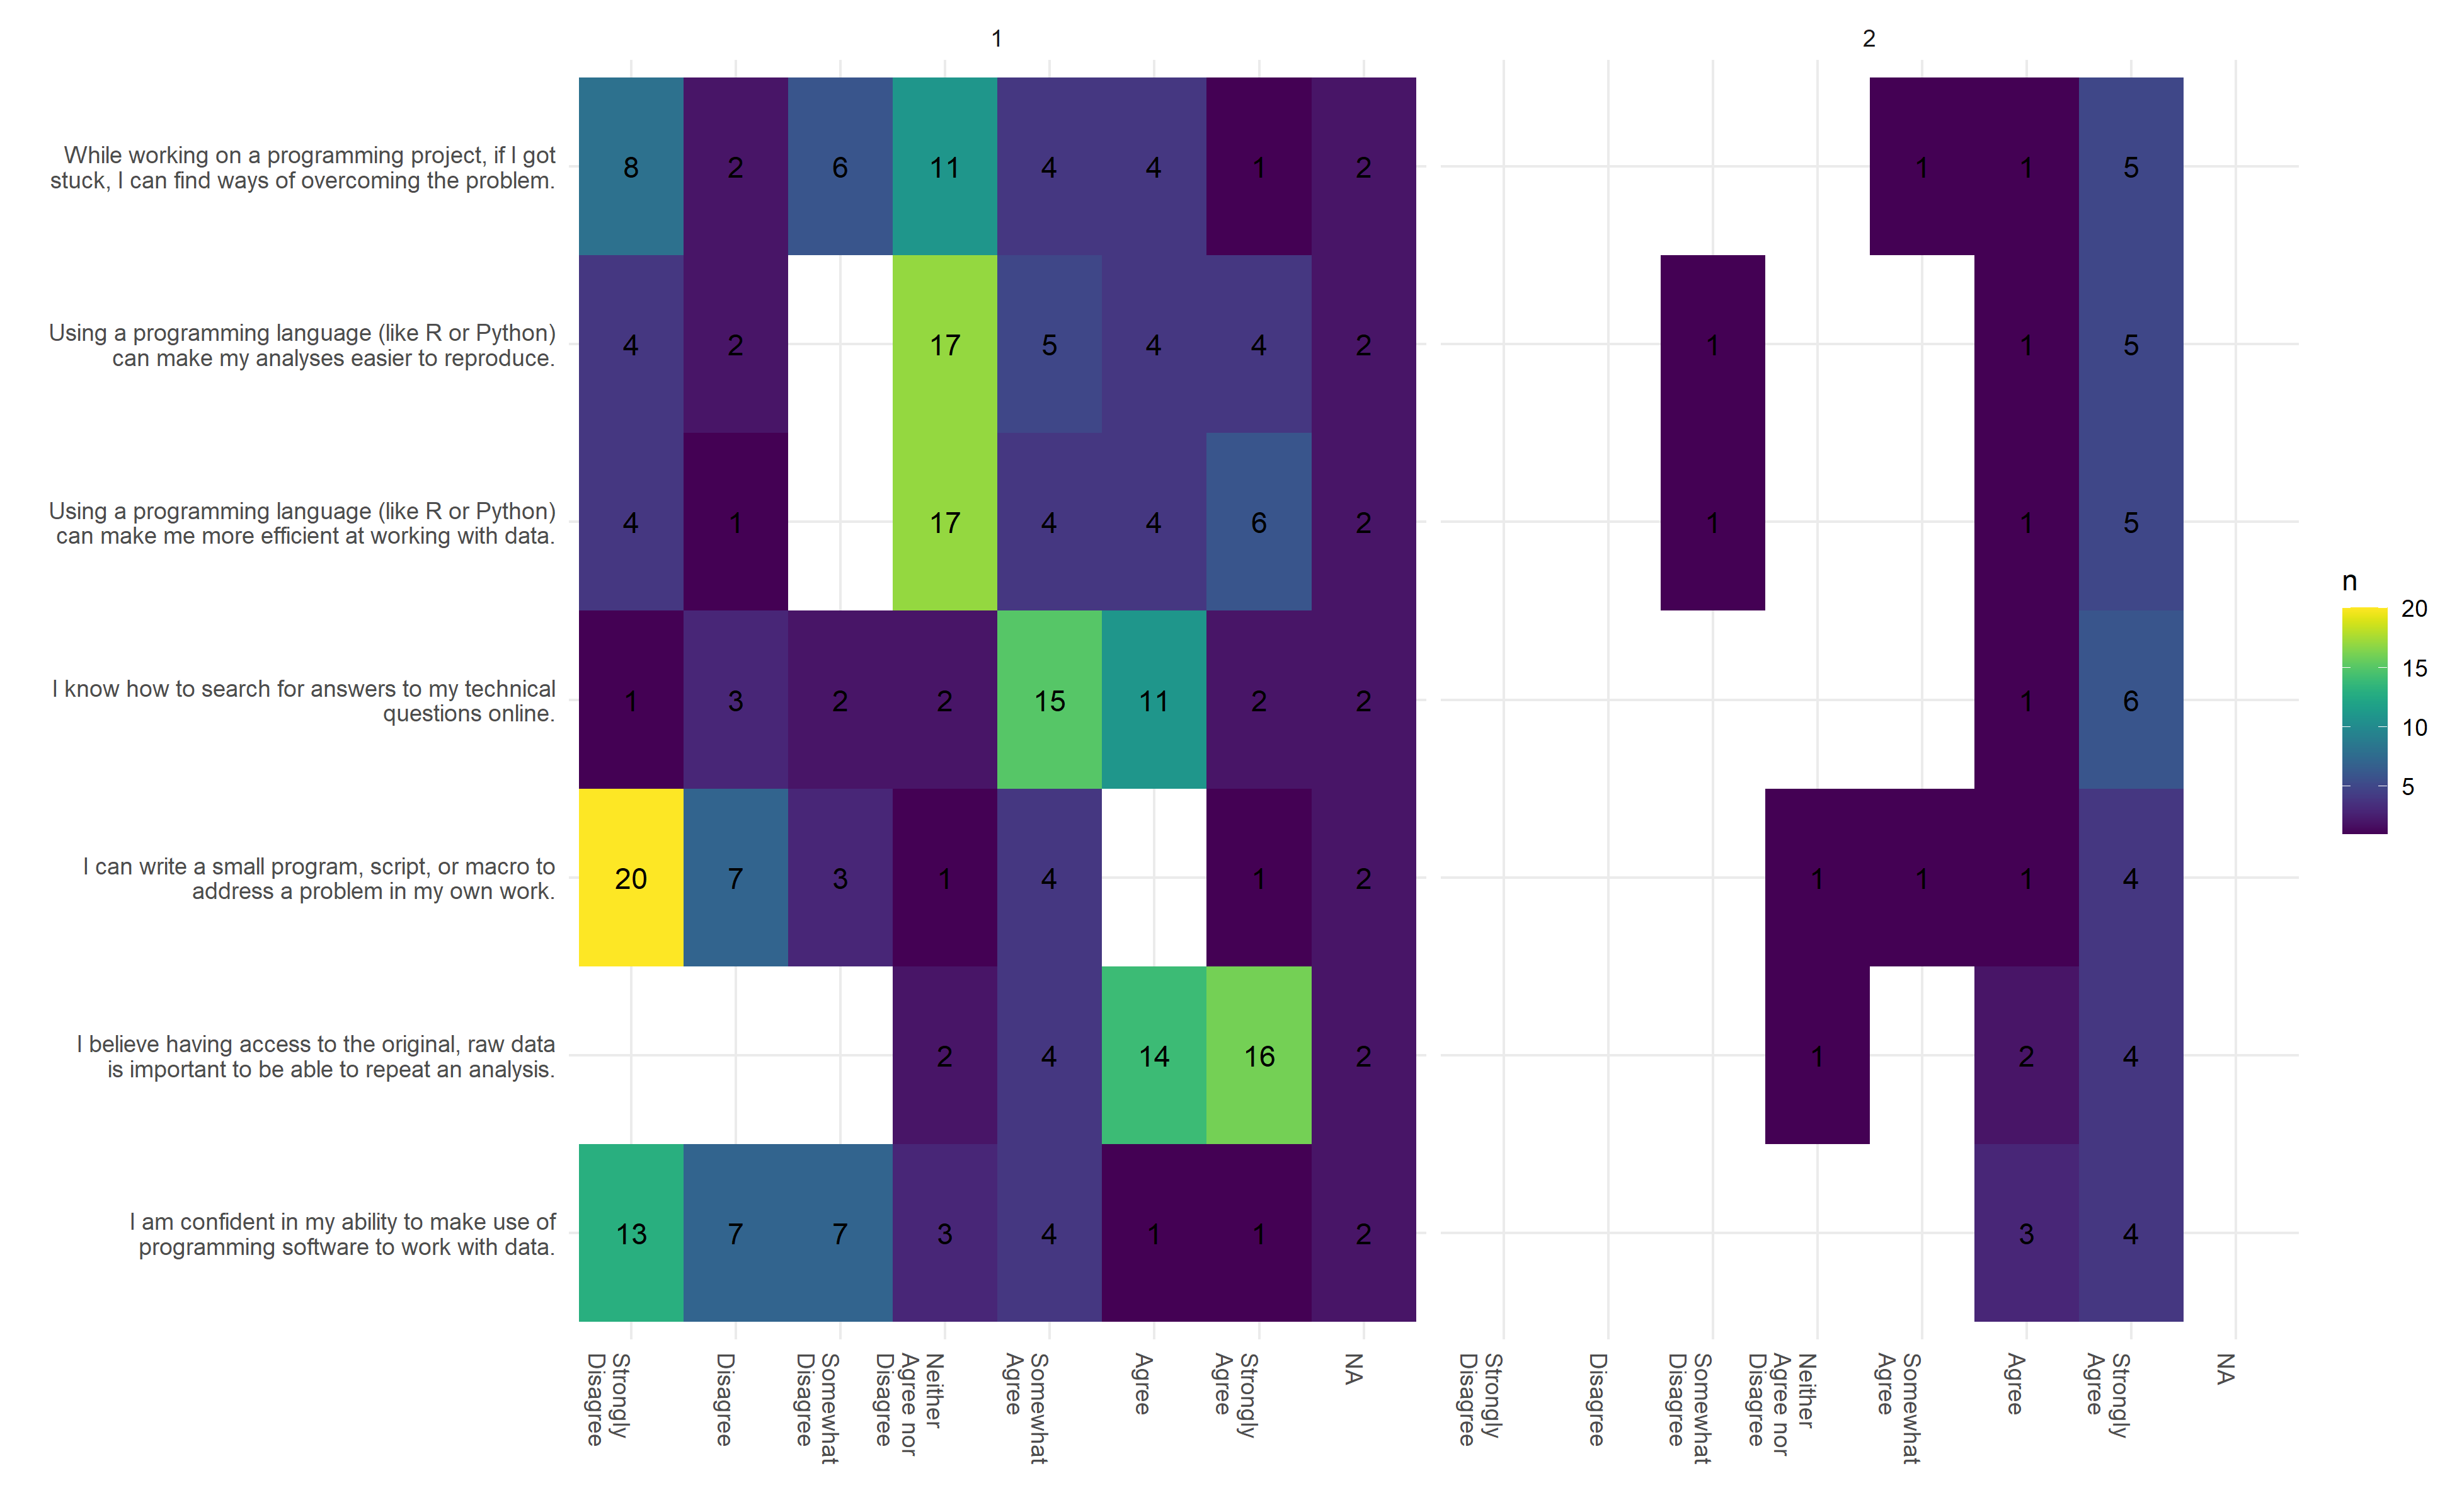 1
2
While working on a programming project, if I got
stuck, I can find ways of overcoming the problem.
8 2 6 11 4 4 1 2
1 1 5
Using a programming language (like R or Python)
can make my analyses easier to reproduce.
4 2 17 5 4 4 2
1 1 5
Using a programming language (like R or Python)
can make me more efficient at working with data.
4 1 17 4 4 6 2
1 1 5
I know how to search for answers to my technical
questions online.
1 3 2 2 15 11 2 2
1 6
I can write a small program, script, or macro to
address a problem in my own work.
20 7 3 1 4 1 2
1 1 1 4
I believe having access to the original, raw data
is important to be able to repeat an analysis.
2 4 14 16 2
1 2 4
I am confident in my ability to make use of
programming software to work with data.
13 7 7 3 4 1 1 2
3 4
Strongly
Disagree
Disagree
Somewhat
Disagree
Neither
Agree nor
Disagree
Somewhat
Agree
Agree
Strongly
Agree
NA
Strongly
Disagree
Disagree
Somewhat
Disagree
Neither
Agree nor
Disagree
Somewhat
Agree
Agree
Strongly
Agree
NA
n
20
15
10
5